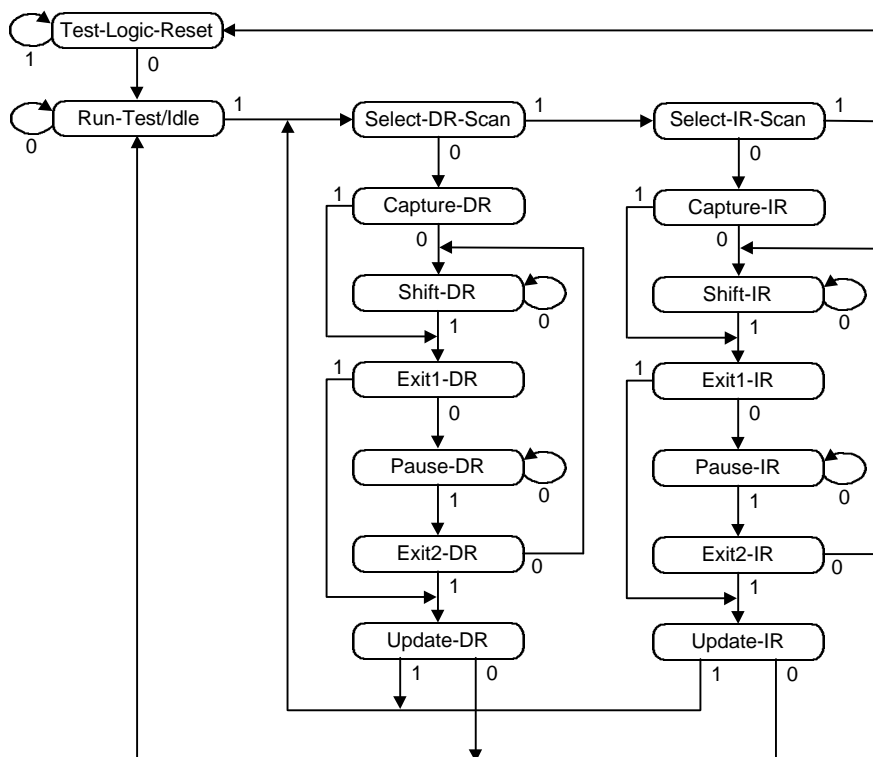 Test-Logic-Reset
1
0
Run-Test/Idle
1
0
Select-DR-Scan
1
0
Select-IR-Scan
1
0
1
Capture-DR
0
1
Capture-IR
0
Shift-DR
0
1
Shift-IR
0
1
1
Exit1-DR
0
1
Exit1-IR
0
Pause-DR
0
1
Pause-IR
0
1
Exit2-DR
0
1
Exit2-IR
0
1
Update-DR
1
0
Update-IR
1
0